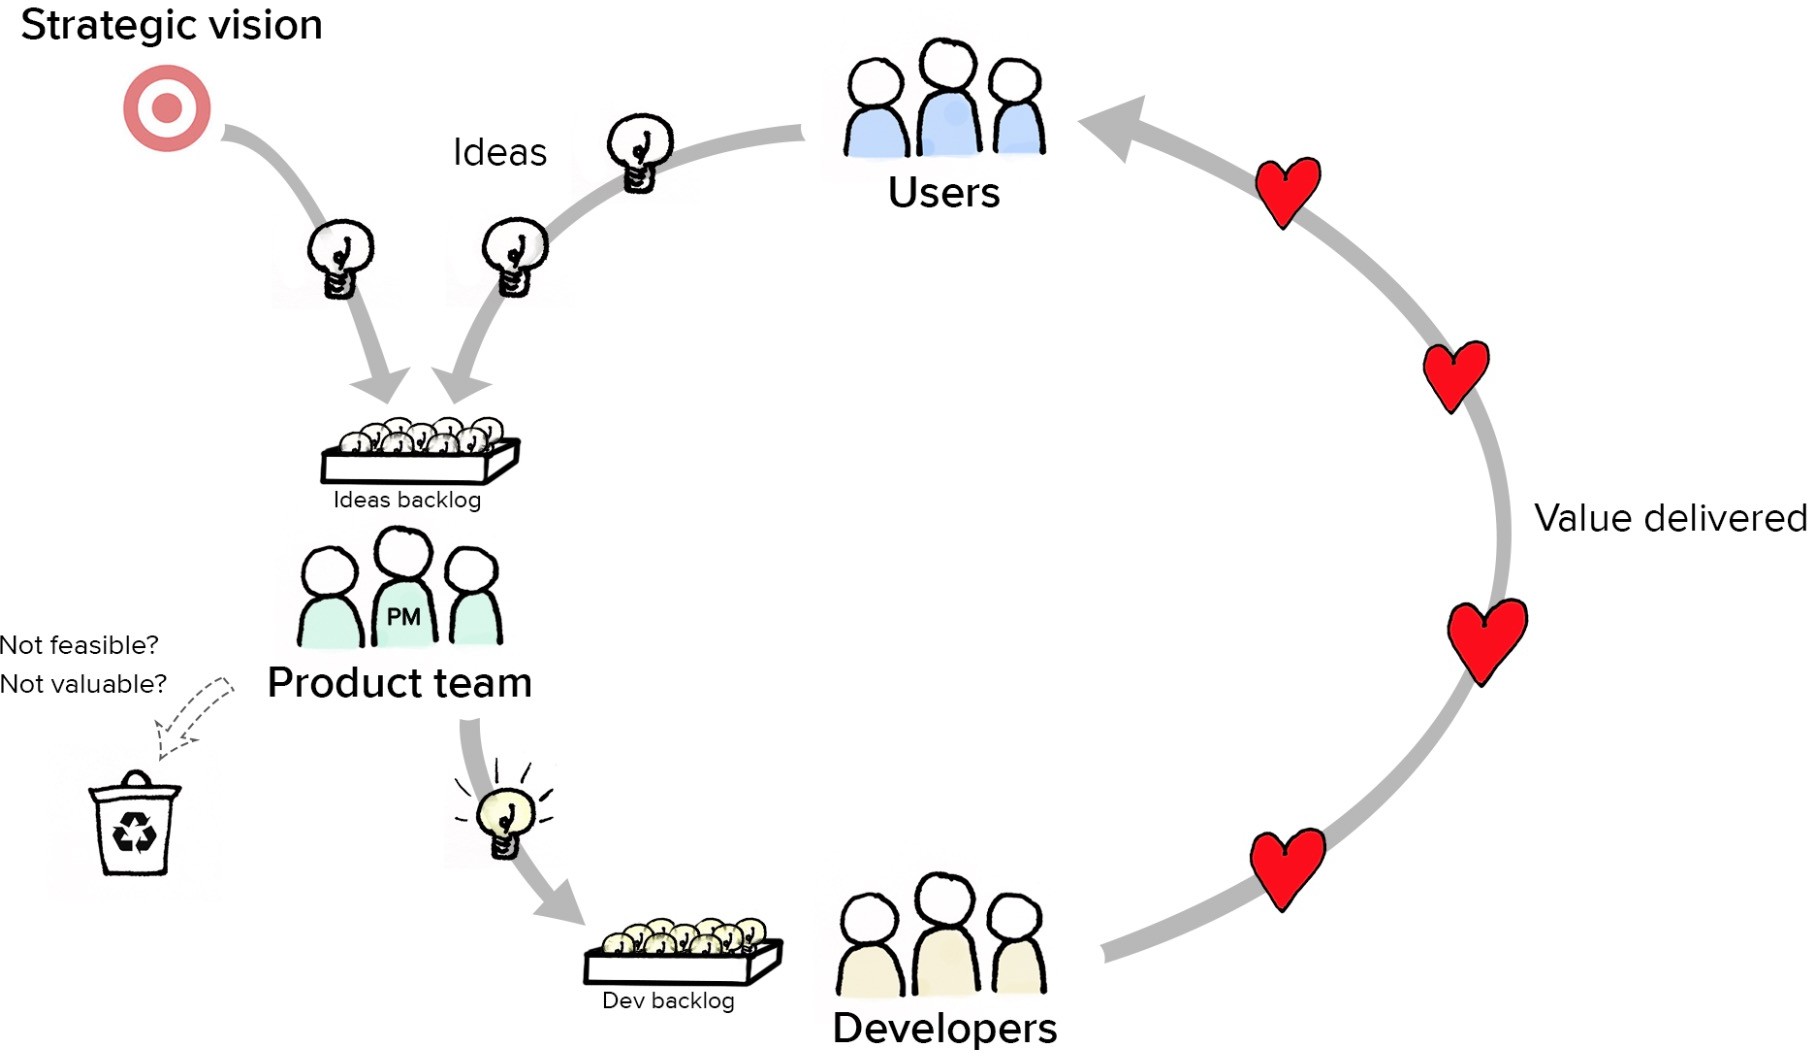 Strategic vision
Ideas
Users
Ideas backlog
PM
Product team
Not feasible?
Not valuable?
Value delivered
Dev backlog
Developers